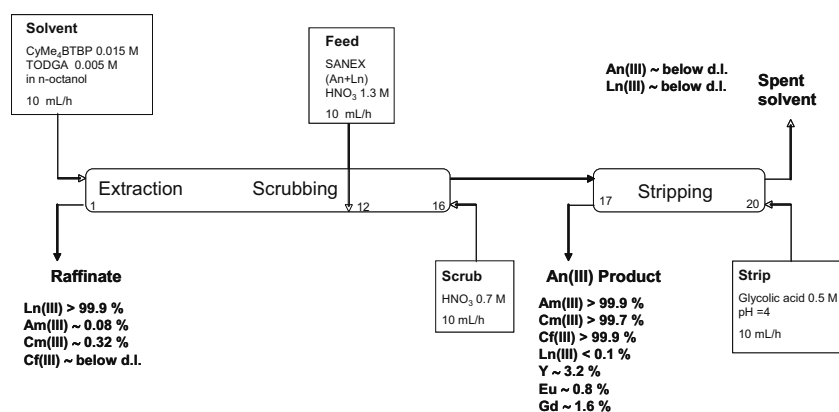 Solvent
CyMe₄BTBP 0.015 M
TODGA 0.005 M
in n-octanol
10 mL/h
Feed
SANEX
(An+Ln)
HNO₃ 1.3 M
10 mL/h
An(III) ~ below d.l.
Ln(III) ~ below d.l.
Spent
solvent
Extraction Scrubbing
1 12 16
Stripping
17 20
Raffinate
Ln(III) > 99.9 %
Am(III) ~ 0.08 %
Cm(III) ~ 0.32 %
Cf(III) ~ below d.l.
Scrub
HNO₃ 0.7 M
10 mL/h
An(III) Product
Am(III) > 99.9 %
Cm(III) > 99.7 %
Cf(III) > 99.9 %
Ln(III) < 0.1 %
Y ~ 3.2 %
Eu ~ 0.8 %
Gd ~ 1.6 %
Strip
Glycolic acid 0.5 M
pH =4
10 mL/h